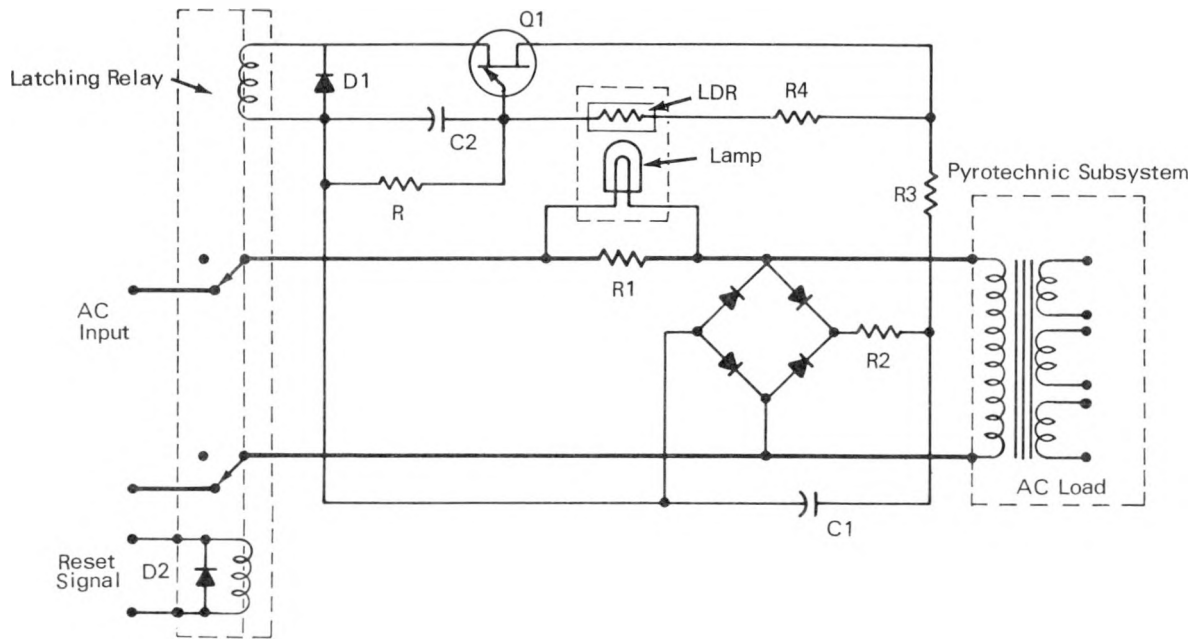 Q1
Latching Relay
D1
LDR
R4
C2
Lamp
Pyrotechnic Subsystem
R
R3
R1
AC
Input
R2
AC Load
C1
Reset
Signal
D2